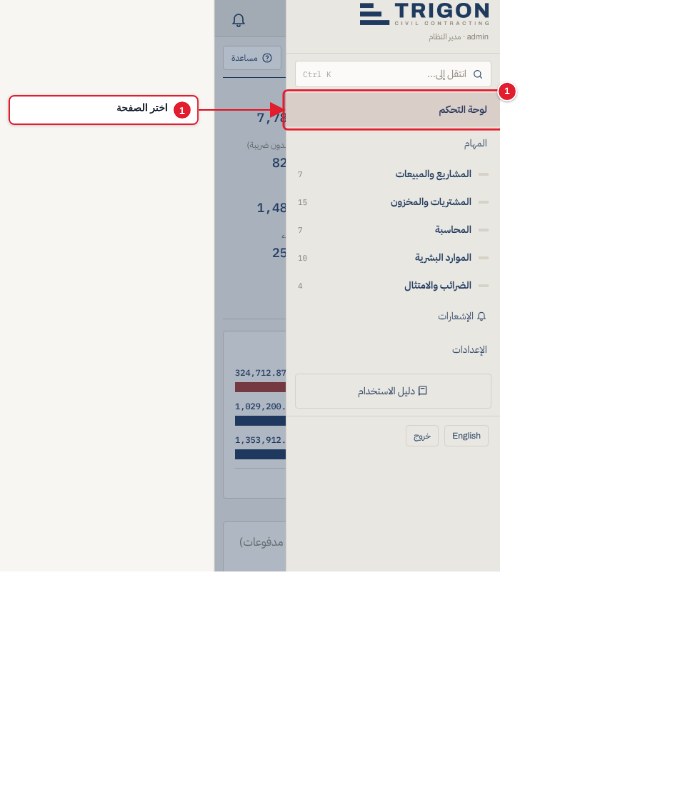 TRIGON
CIVIL CONTRACTING
admin · مدير النظام
انتقل إلى...
Ctrl K
1
لوحة التحكم
1 اختر الصفحة
المهام
المشاريع والمبيعات 7
المشتريات والمخزون 15
المحاسبة 7
الموارد البشرية 10
الضرائب والامتثال 4
الإشعارات
الإعدادات
دليل الاستخدام
English
خروج
مساعدة
7,78
بدون ضريبة)
82
1,48
ء
25
324,712.87
1,029,200.
1,353,912.
مدفوعات)